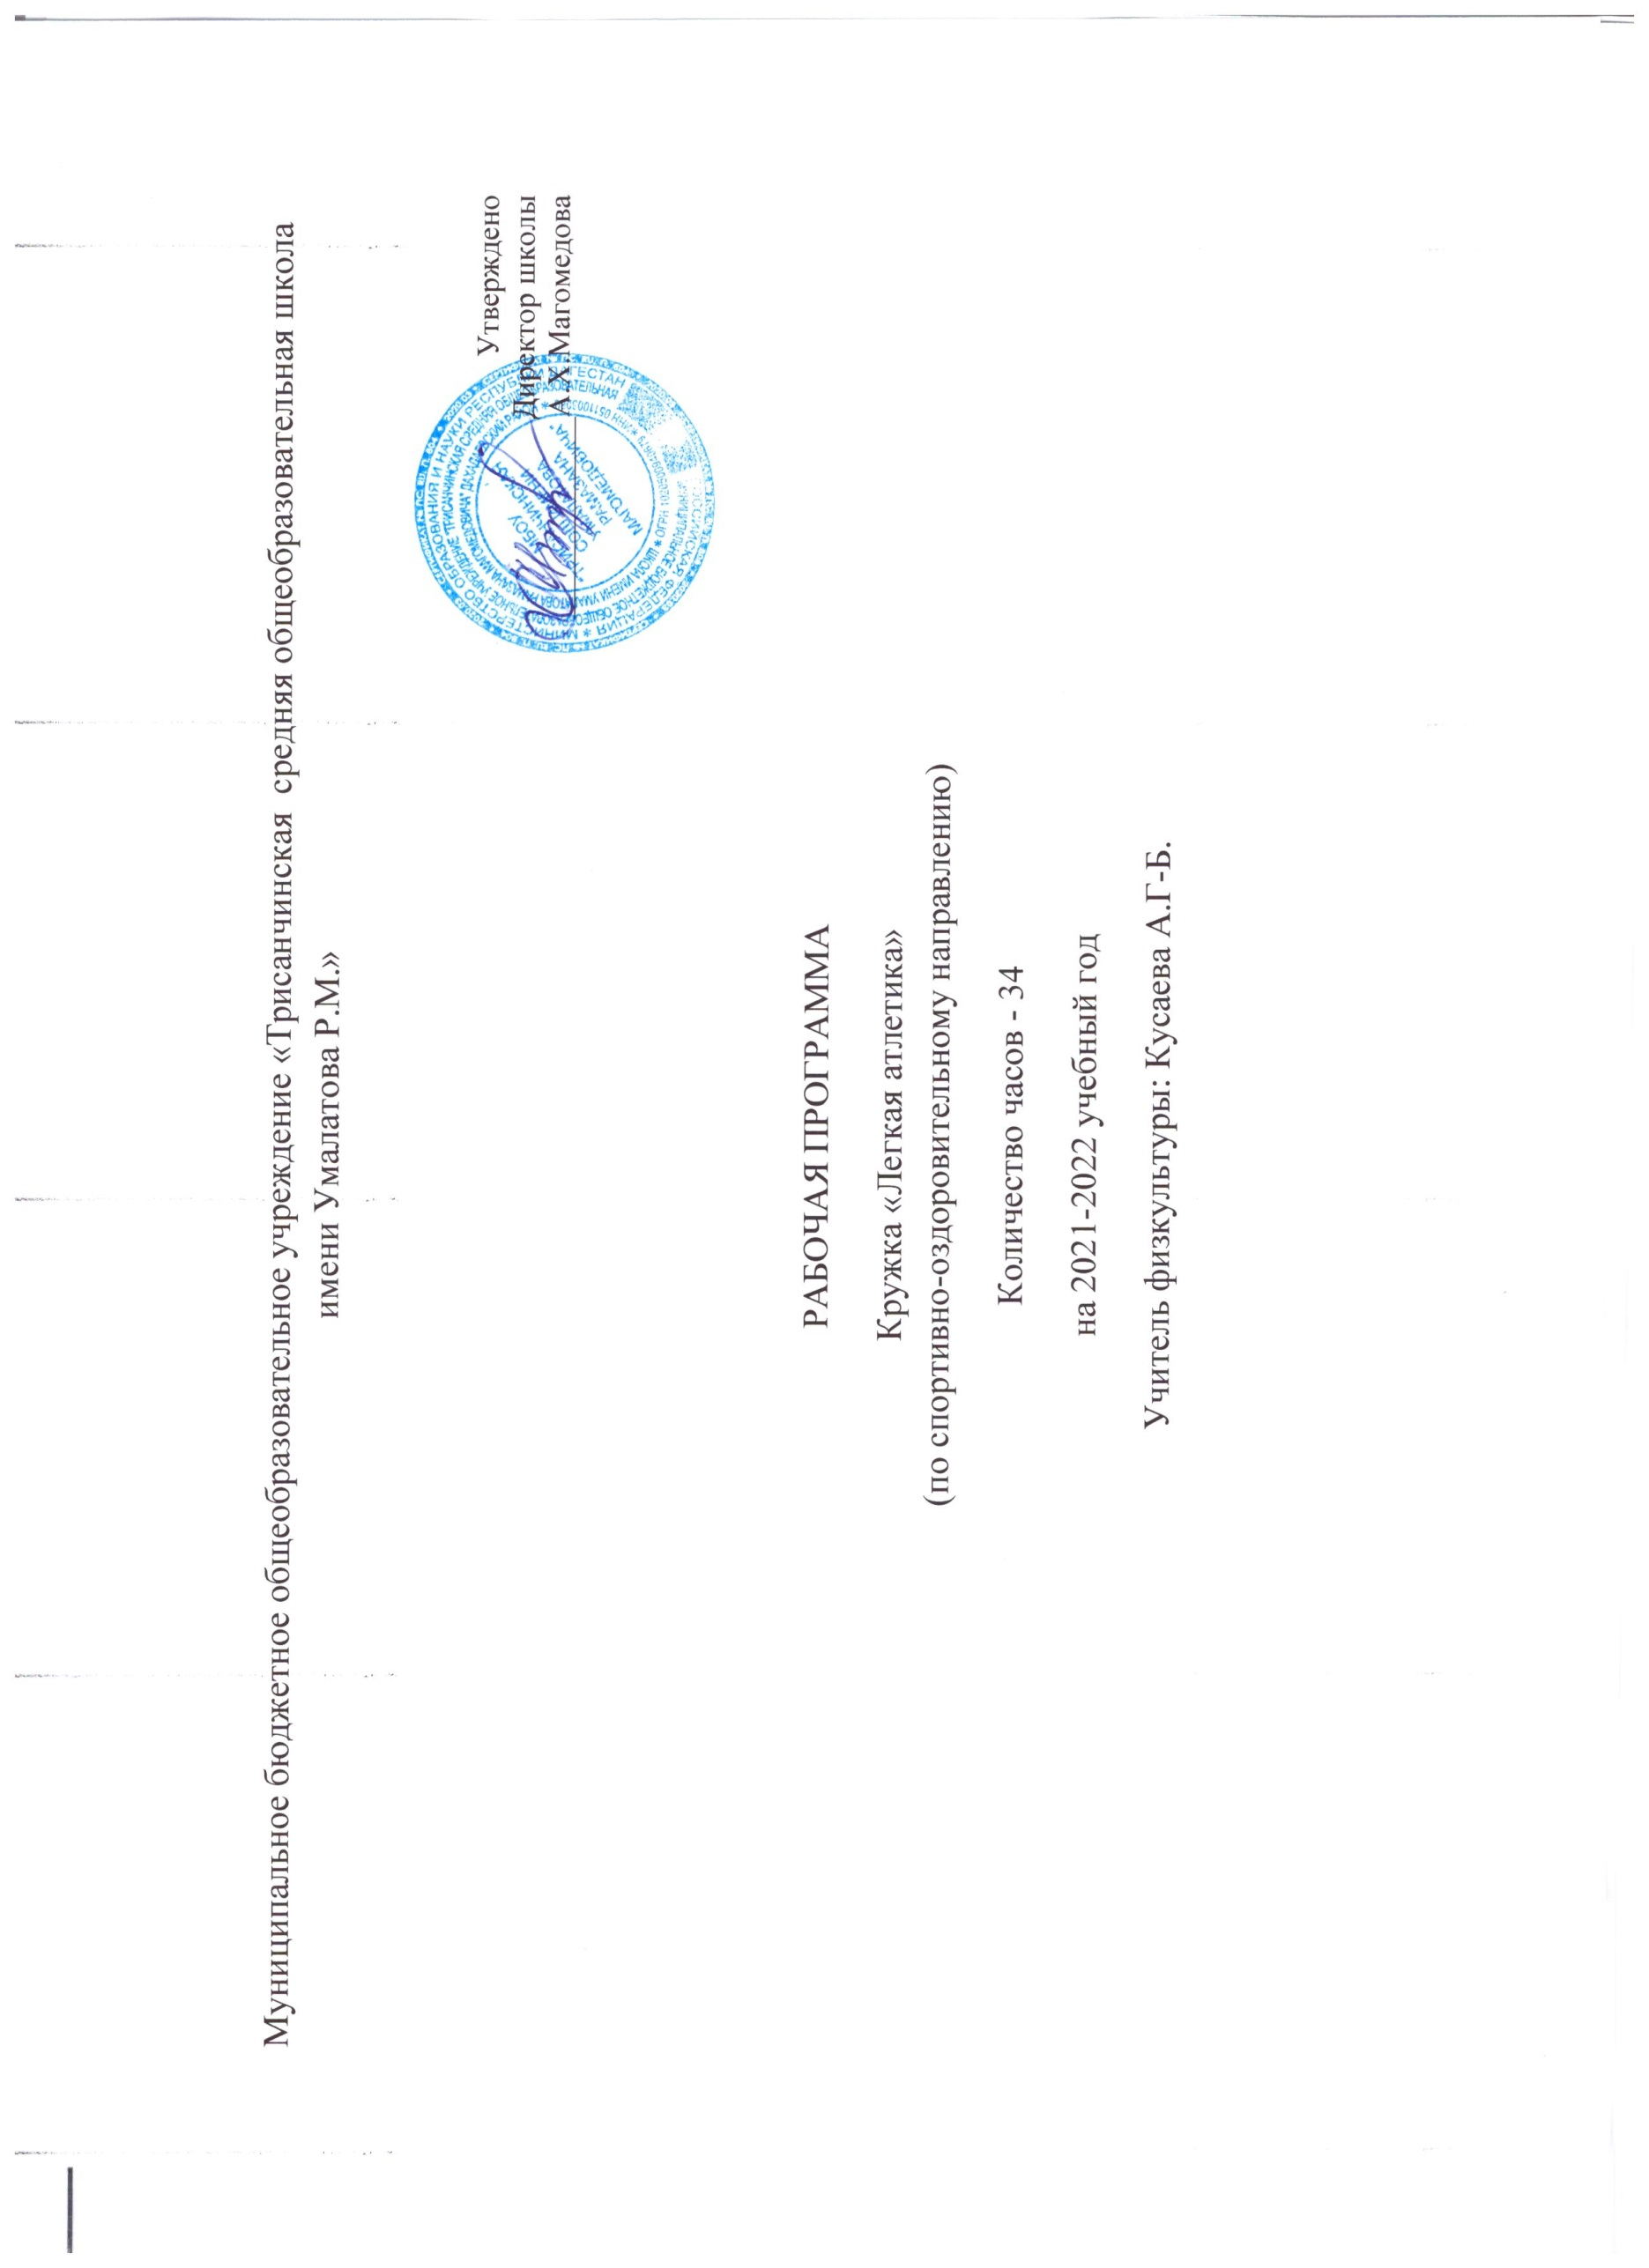 Муниципальное бюджетное общеобразовательное учреждение «Трисанчинская средняя общеобразовательная школа
имени Умалатова Р.М.»
Утверждено
Директор школы
А.Х.Магомедова
РАБОЧАЯ ПРОГРАММА
Кружка «Легкая атлетика»
(по спортивно-оздоровительному направлению)
Количество часов - 34
на 2021-2022 учебный год
Учитель физкультуры: Кусаева А.Г-Б.